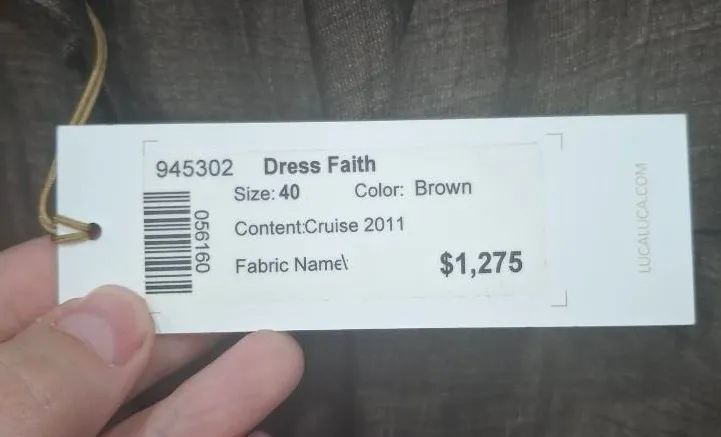 945302 Dress Faith
Size: 40 Color: Brown
056160
Content:Cruise 2011
Fabric Name\
$1,275
LUCALUCA.COM